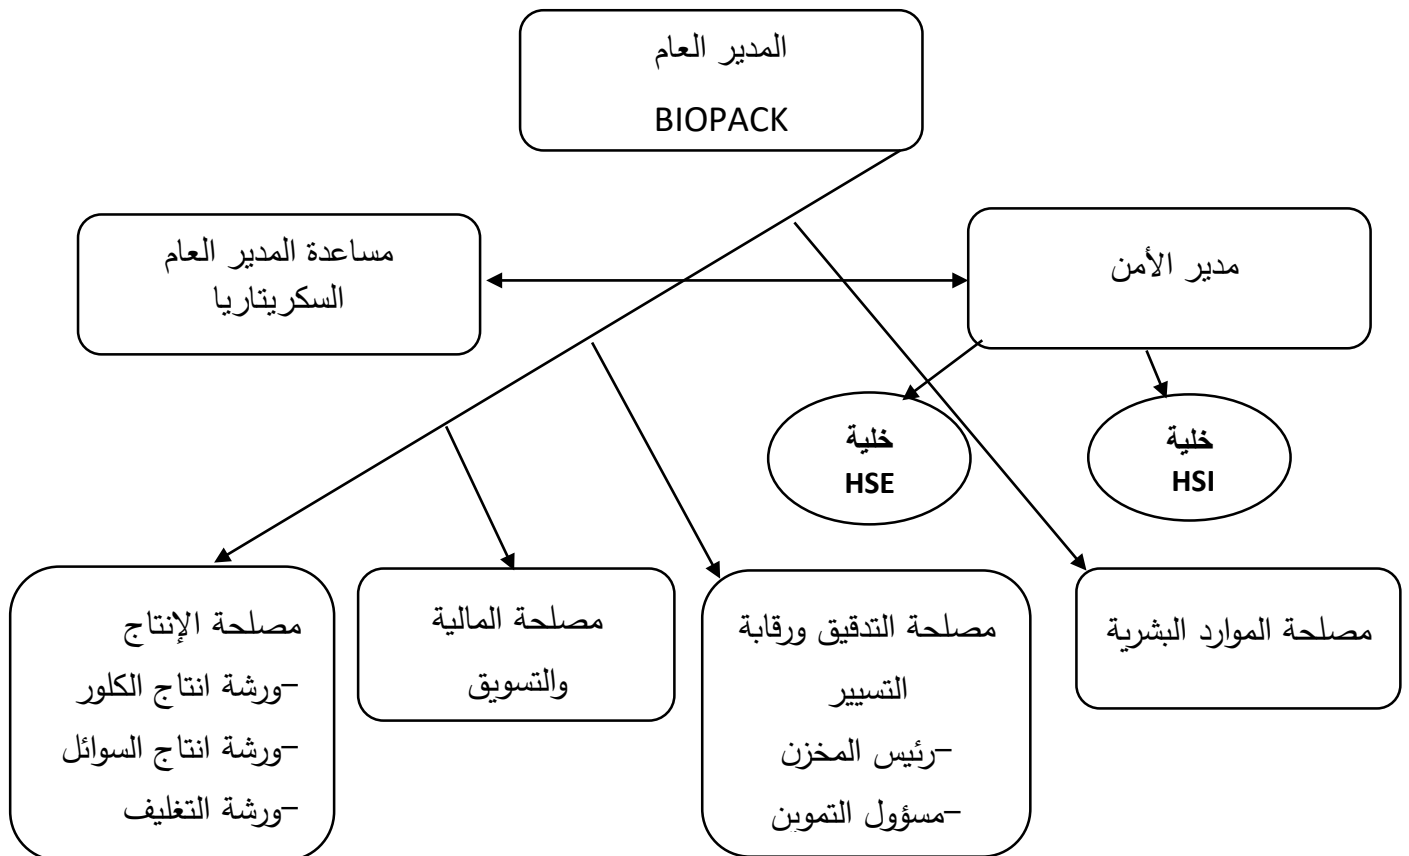 المدير العام
BIOPACK
مدير الأمن
مساعدة المدير العام
السكريتاريا
خلية
HSI
خلية
HSE
مصلحة الموارد البشرية
مصلحة التدقيق ورقابة
التسيير
-رئيس المخزن
-مسؤول التموين
مصلحة المالية
والتسويق
مصلحة الإنتاج
-ورشة انتاج الكلور
-ورشة انتاج السوائل
-ورشة التغليف